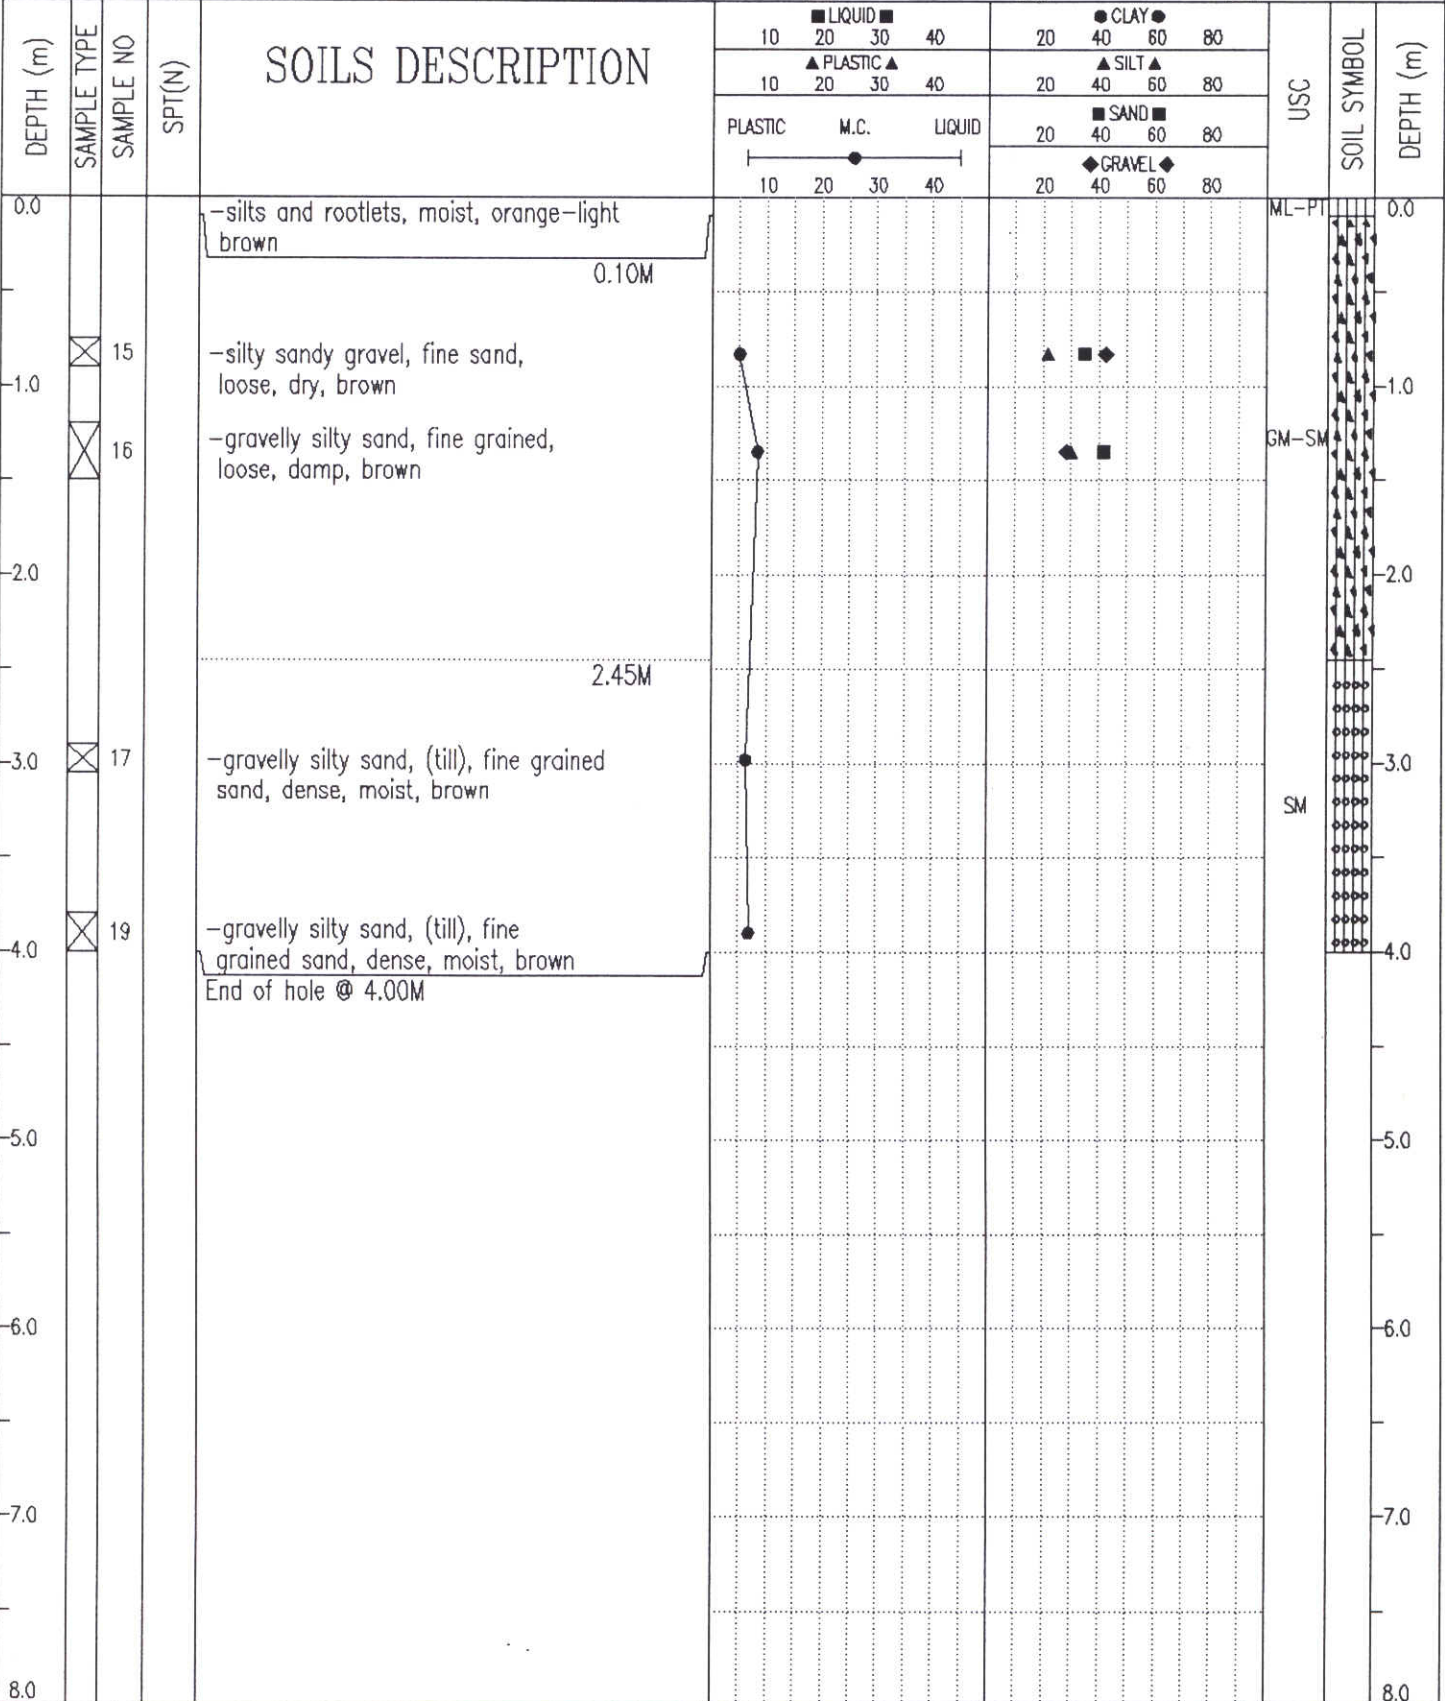 DEPTH (m)
SAMPLE TYPE
SAMPLE NO
SPT(N)
SOILS DESCRIPTION
■ LIQUID ■
10 20 30 40
▲ PLASTIC ▲
10 20 30 40
PLASTIC M.C. LIQUID
10 20 30 40
● CLAY ●
20 40 60 80
▲ SILT ▲
20 40 60 80
■ SAND ■
20 40 60 80
◆ GRAVEL ◆
20 40 60 80
USC
SOIL SYMBOL
DEPTH (m)
0.0
-silts and rootlets, moist, orange-light
brown
ML-PT
0.0
0.10M
15
-silty sandy gravel, fine sand,
loose, dry, brown
1.0
1.0
16
-gravelly silty sand, fine grained,
loose, damp, brown
GM-SM
2.0
2.0
2.45M
17
-gravelly silty sand, (till), fine grained
sand, dense, moist, brown
3.0
3.0
SM
19
-gravelly silty sand, (till), fine
grained sand, dense, moist, brown
4.0
4.0
End of hole @ 4.00M
5.0
5.0
6.0
6.0
7.0
7.0
8.0
8.0